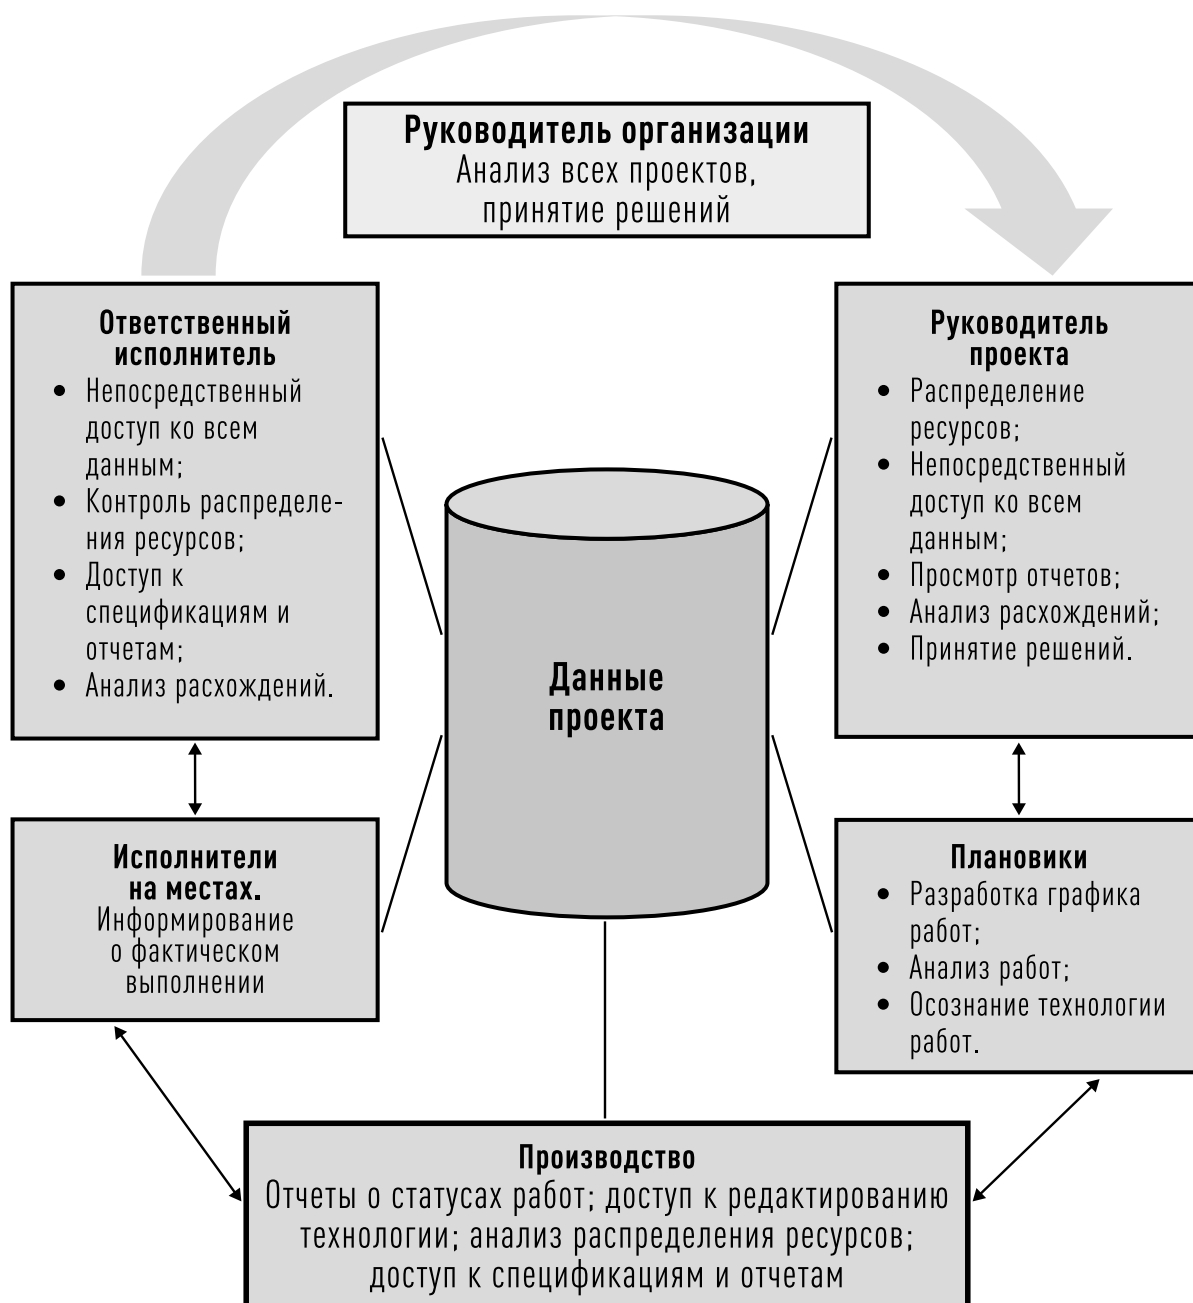 Руководитель организации
Анализ всех проектов,
принятие решений
Ответственный
исполнитель
• Непосредственный
доступ ко всем
данным;
• Контроль распределе-
ния ресурсов;
• Доступ к
спецификациям и
отчетам;
• Анализ расхождений.
Руководитель
проекта
• Распределение
ресурсов;
• Непосредственный
доступ ко всем
данным;
• Просмотр отчетов;
• Анализ расхождений;
• Принятие решений.
Данные
проекта
Исполнители
на местах.
Информирование
о фактическом
выполнении
Плановики
• Разработка графика
работ;
• Анализ работ;
• Осознание технологии
работ.
Производство
Отчеты о статусах работ; доступ к редактированию
технологии; анализ распределения ресурсов;
доступ к спецификациям и отчетам